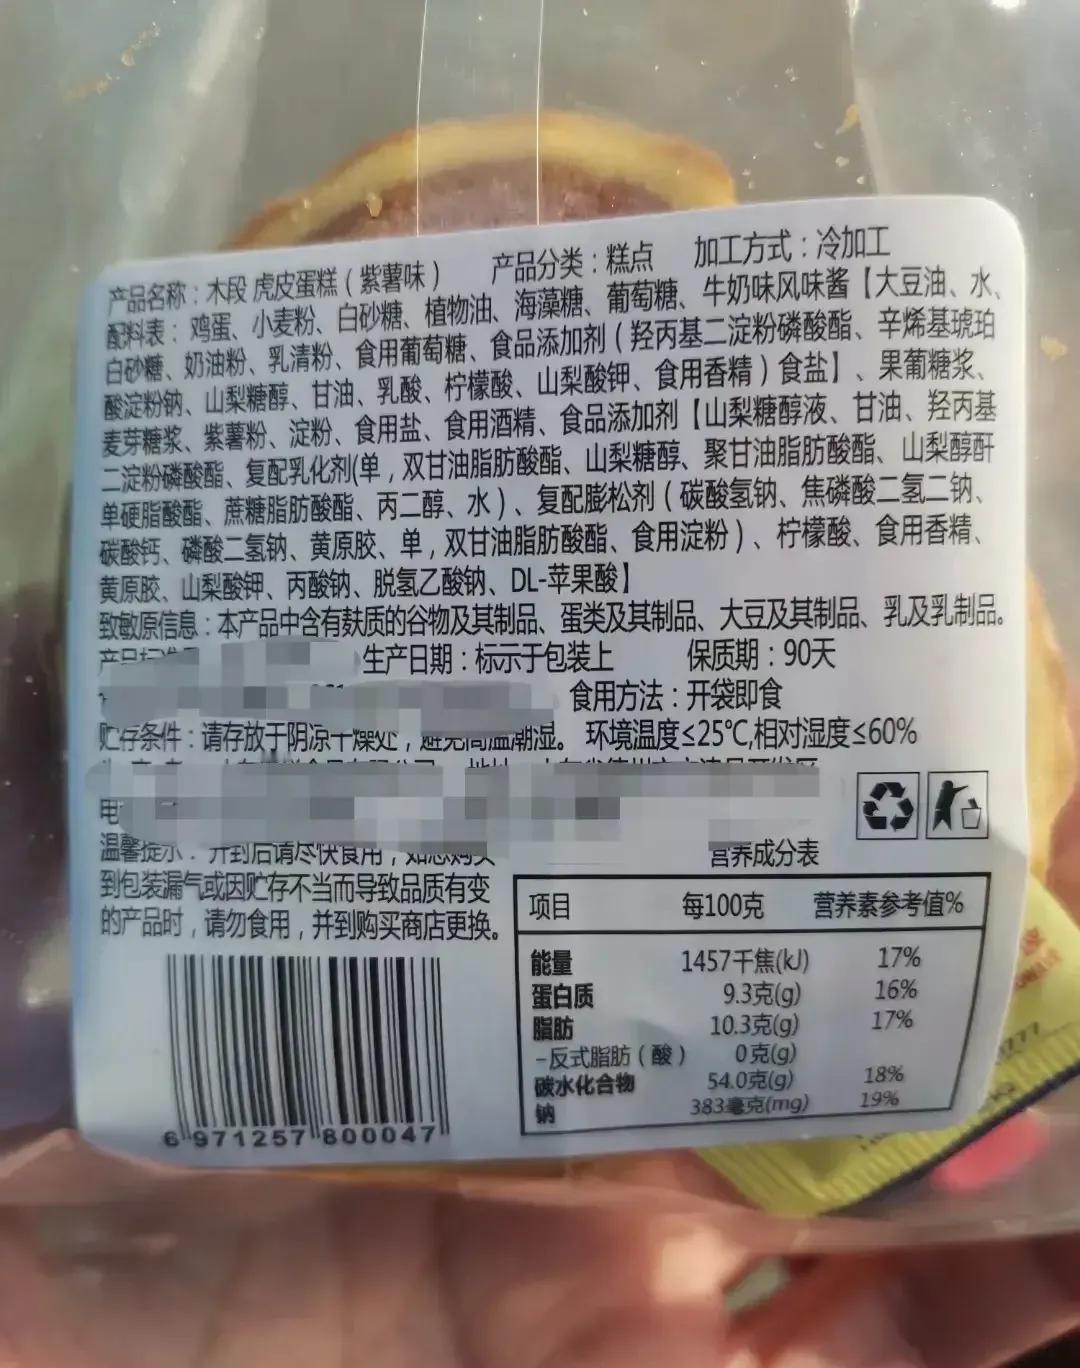 产品名称：木段 虎皮蛋糕（紫薯味） 产品分类：糕点 加工方式：冷加工
配料表：鸡蛋、小麦粉、白砂糖、植物油、海藻糖、葡萄糖、牛奶味风味酱【大豆油、水、
白砂糖、奶油粉、乳清粉、食用葡萄糖、食品添加剂（羟丙基二淀粉磷酸酯、辛烯基琥珀
酸淀粉钠、山梨糖醇、甘油、乳酸、柠檬酸、山梨酸钾、食用香精）食盐】、果葡糖浆、
麦芽糖浆、紫薯粉、淀粉、食用盐、食用酒精、食品添加剂【山梨糖醇液、甘油、羟丙基
二淀粉磷酸酯、复配乳化剂(单，双甘油脂肪酸酯、山梨糖醇、聚甘油脂肪酸酯、山梨醇酐
单硬脂酸酯、蔗糖脂肪酸酯、丙二醇、水）、复配膨松剂（碳酸氢钠、焦磷酸二氢二钠、
碳酸钙、磷酸二氢钠、黄原胶、单，双甘油脂肪酸酯、食用淀粉）、柠檬酸、食用香精、
黄原胶、山梨酸钾、丙酸钠、脱氢乙酸钠、DL-苹果酸】
致敏原信息：本产品中含有麸质的谷物及其制品、蛋类及其制品、大豆及其制品、乳及乳制品。
生产日期：标示于包装上 保质期：90天
食用方法：开袋即食
贮存条件：请存放于阴凉干燥处，避免高温潮湿。 环境温度≤25℃,相对湿度≤60%
电
温馨提示：开到后请尽快食用，如您购买
到包装漏气或因贮存不当而导致品质有变
的产品时，请勿食用，并到购买商店更换。
6 971257 800047
营养成分表
项目 每100克 营养素参考值%
能量 1457千焦(kJ) 17%
蛋白质 9.3克(g) 16%
脂肪 10.3克(g) 17%
-反式脂肪（酸） 0克(g)
碳水化合物 54.0克(g) 18%
钠 383毫克(mg) 19%